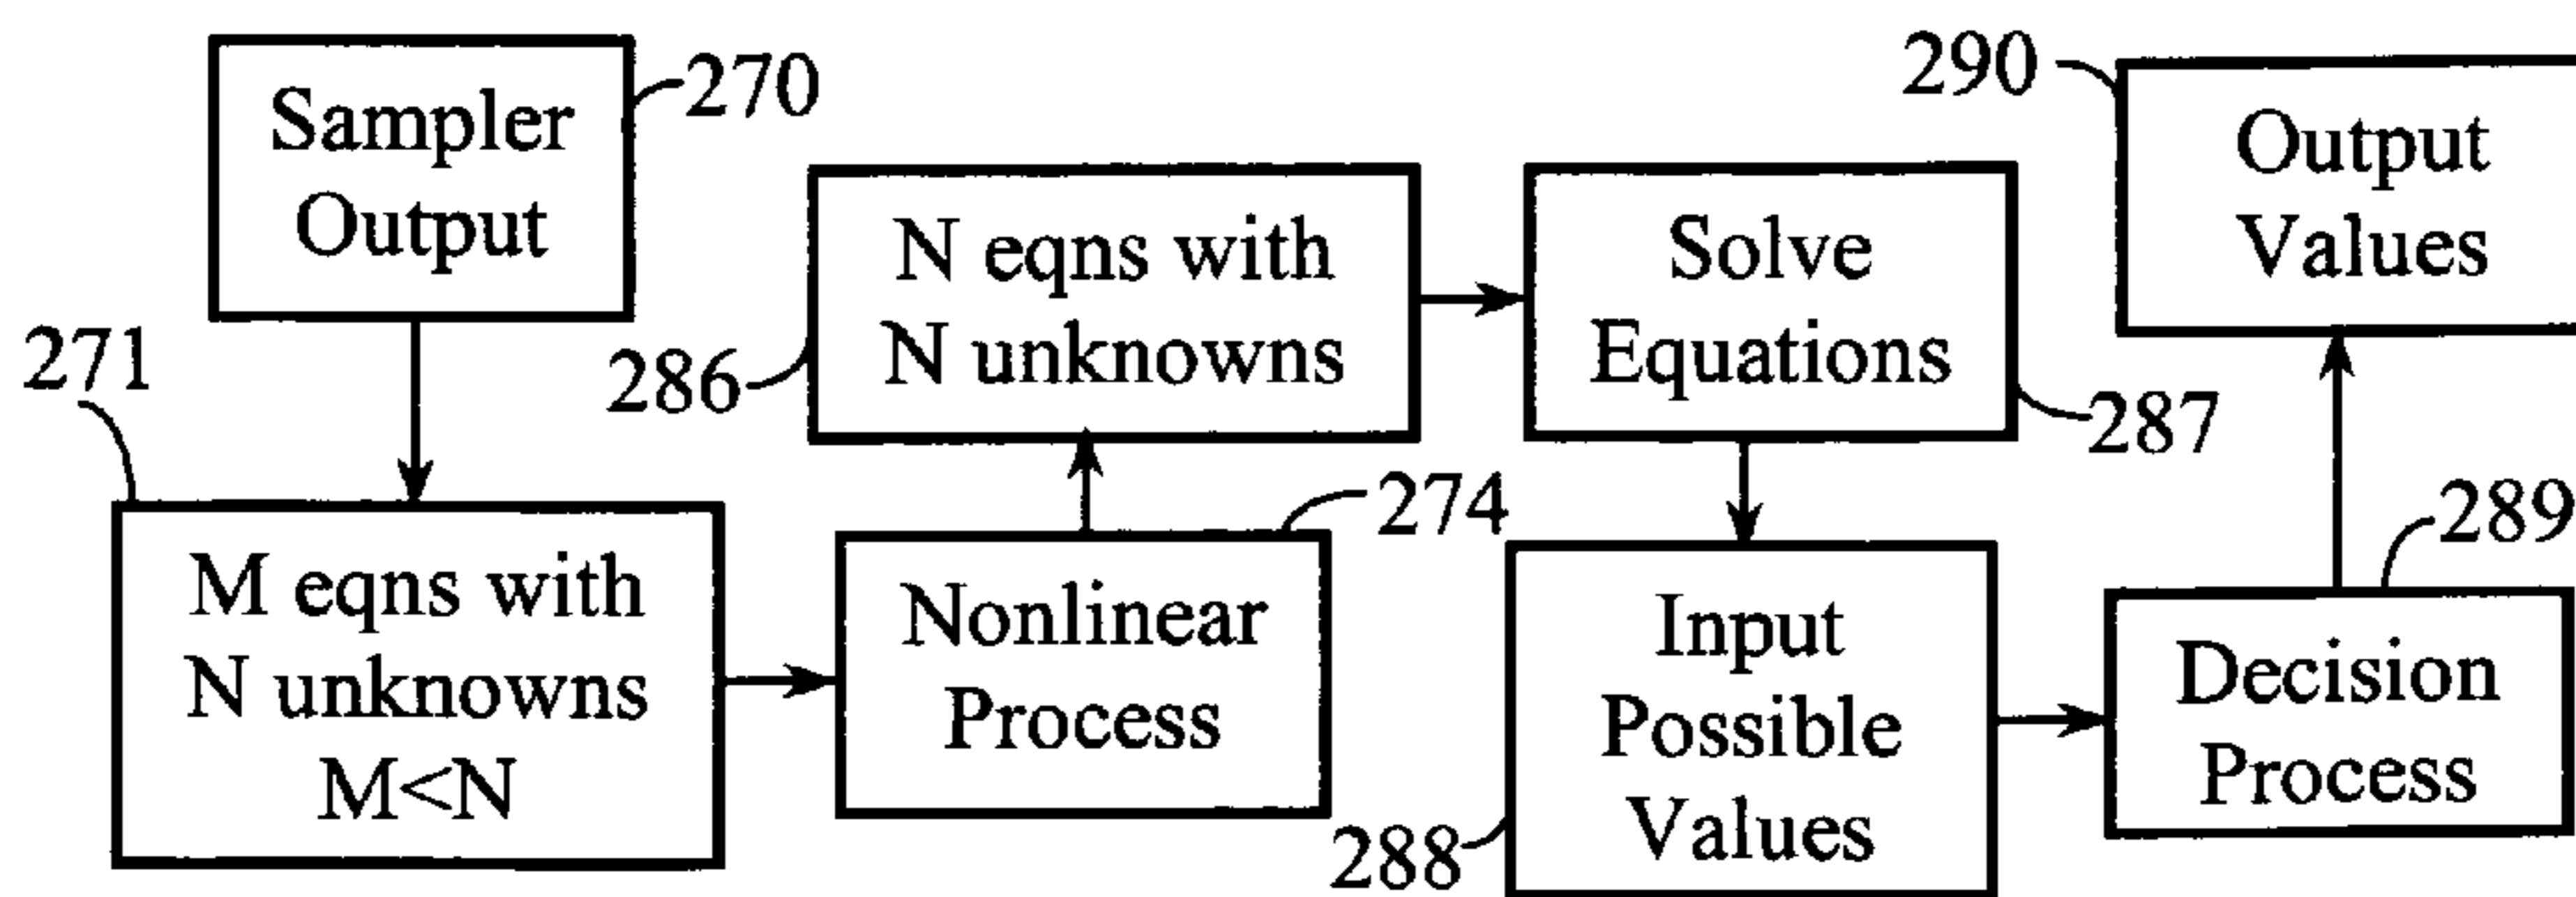 Sampler
Output
270
271
M eqns with
N unknowns
M<N
Nonlinear
Process
274
N eqns with
N unknowns
286
Solve
Equations
287
Input
Possible
Values
288
Decision
Process
289
Output
Values
290